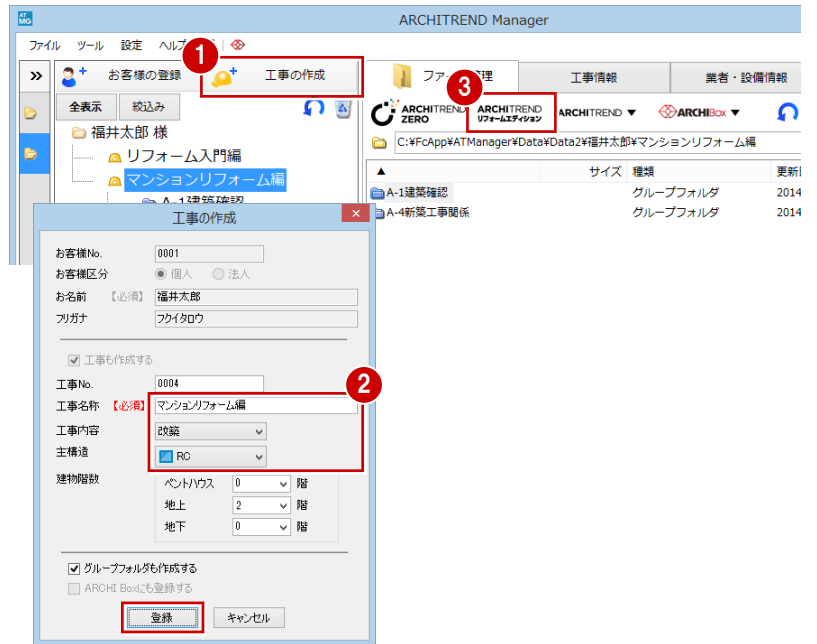 AT
MG
ARCHITREND Manager
ファイル ツール 設定 ヘルプ
1
お客様の登録
工事の作成
ファイル管理
工事情報
業者・設備情報
3
全表示
絞込み
ARCHITREND
ZERO
ARCHITREND
リフォームエディション
ARCHITREND ▼
ARCHIBOX ▼
福井太郎 様
C:¥FcApp¥ATManager¥Data¥Data2¥福井太郎¥マンションリフォーム編
リフォーム入門編
▲ サイズ 種類 更新
マンションリフォーム編
A-1建築確認 グループフォルダ 2014
A-1建築確認
A-4新築工事関係 グループフォルダ 2014
工事の作成
お客様No. 0001
お客様区分 個人 法人
お名前 【必須】 福井太郎
フリガナ フクイタロウ
工事も作成する
工事No. 0004
2
工事名称 【必須】 マンションリフォーム編
工事内容 改築
主構造 RC
建物階数 ペントハウス 0 階
地上 2 階
地下 0 階
グループフォルダも作成する
ARCHI Boxにも登録する
登録 キャンセル